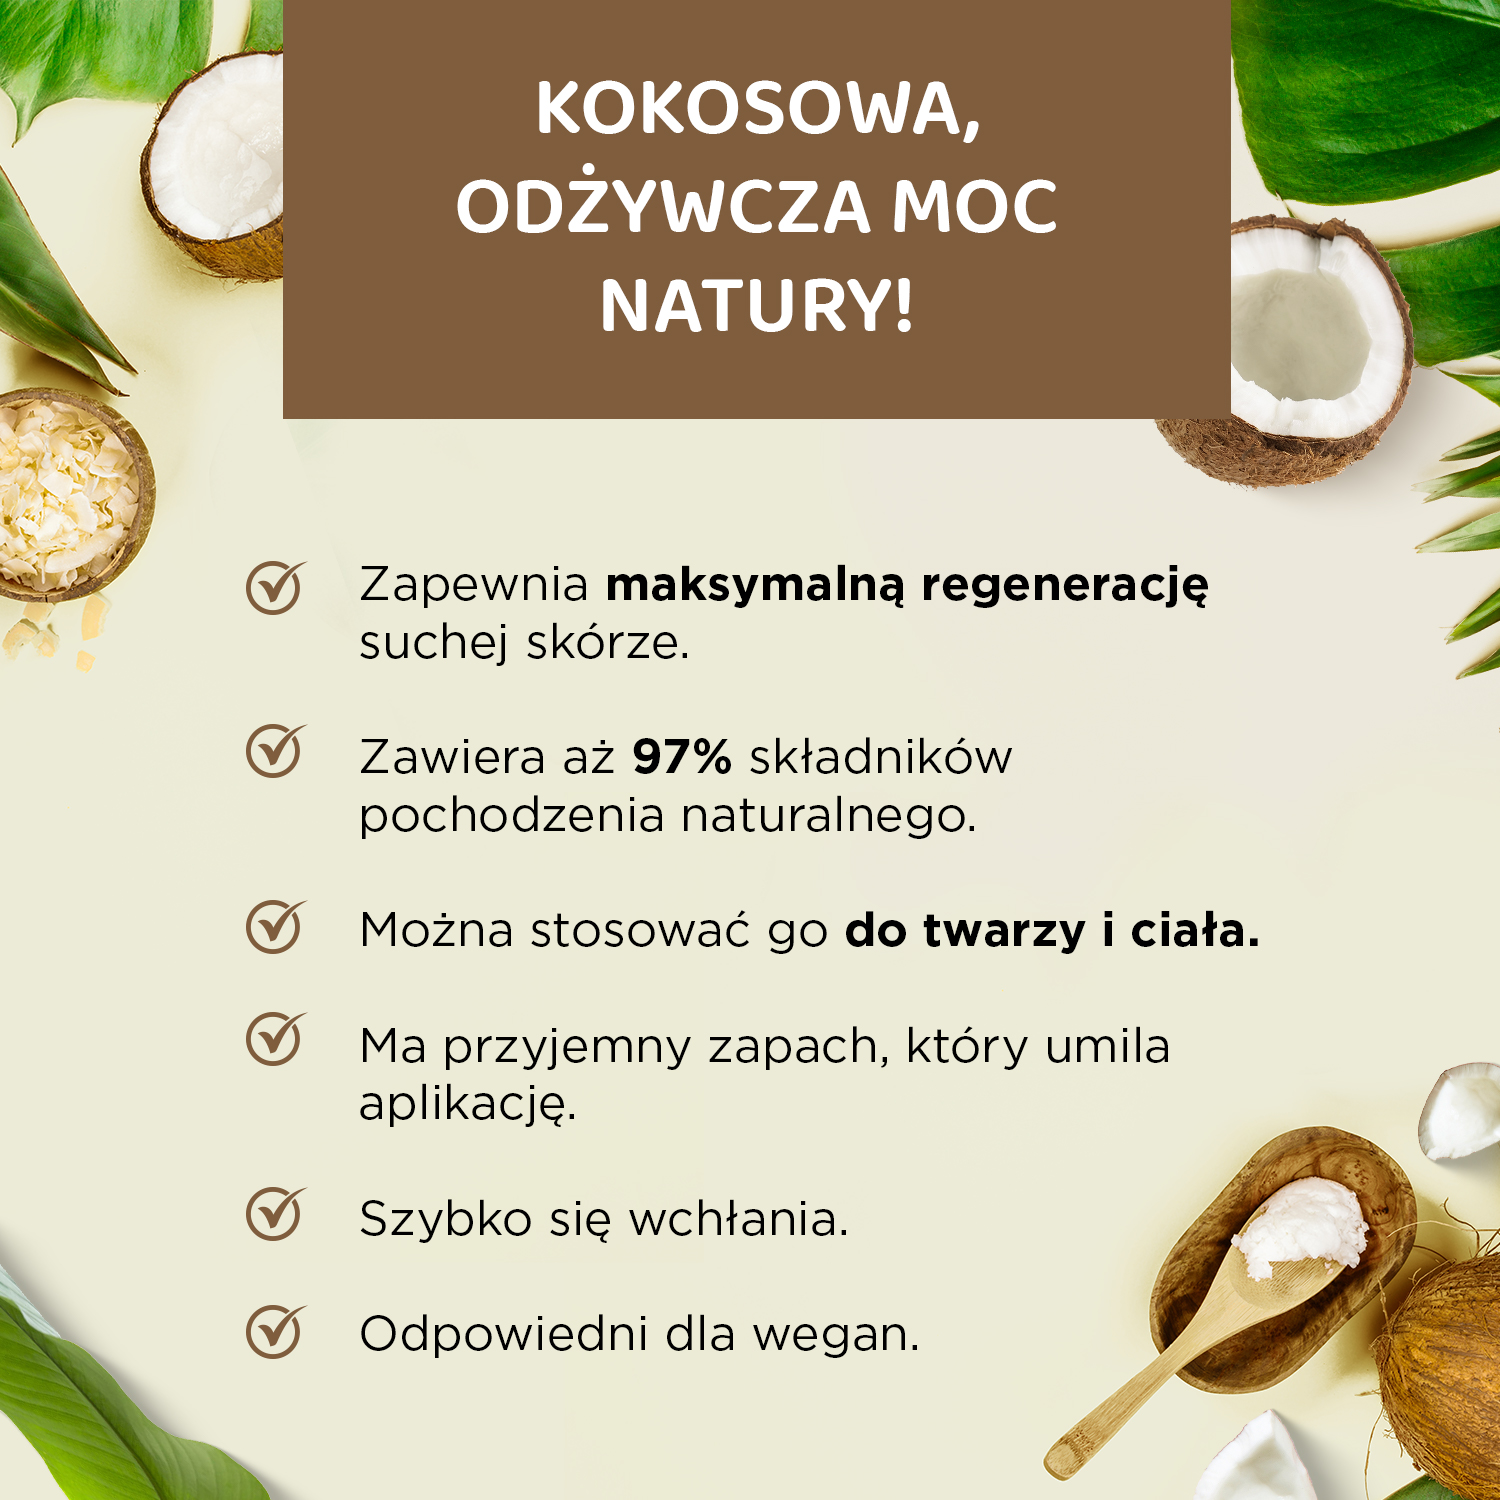 KOKOSOWA,
ODŻYWCZA MOC
NATURY!
Zapewnia maksymalną regenerację
suchej skórze.
Zawiera aż 97% składników
pochodzenia naturalnego.
Można stosować go do twarzy i ciała.
Ma przyjemny zapach, który umila
aplikację.
Szybko się wchłania.
Odpowiedni dla wegan.